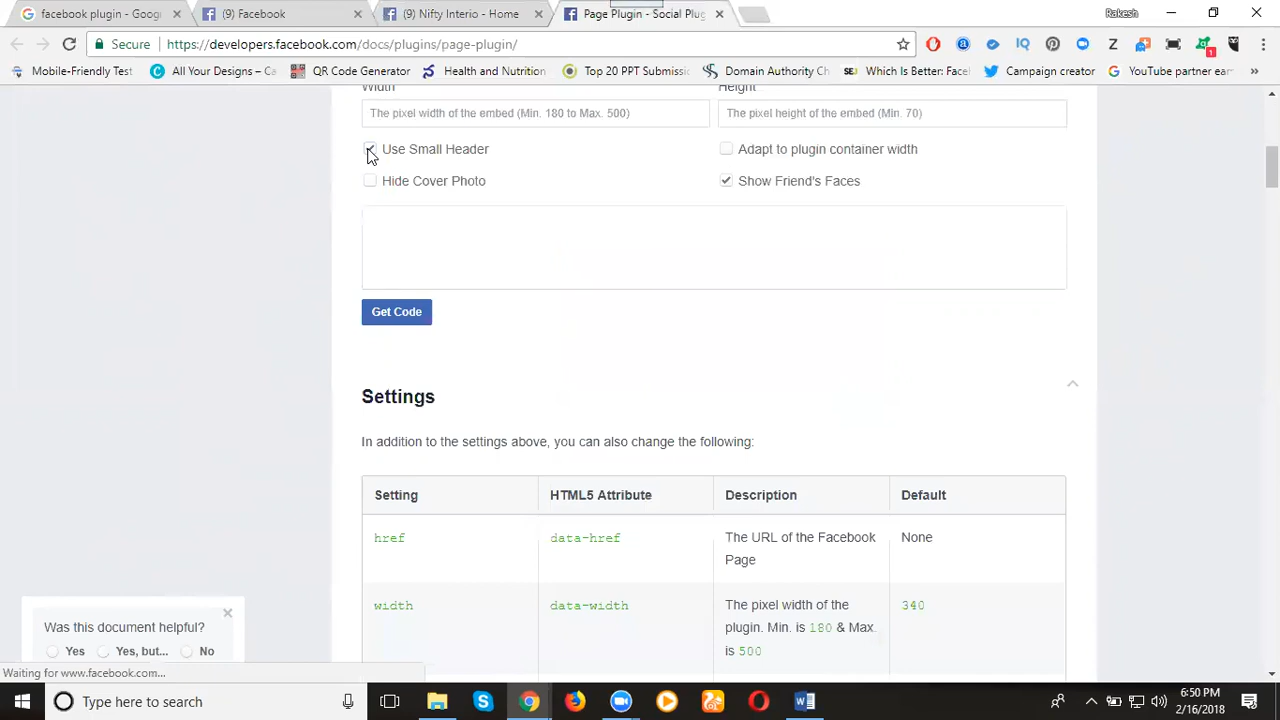 facebook plugin - Goog
(9) Facebook
(9) Nifty Interio - Home
Page Plugin - Social Plug
Rakesh
Secure
https://developers.facebook.com/docs/plugins/page-plugin/
Mobile-Friendly Test
All Your Designs – Ca
QR Code Generator
Health and Nutrition
Top 20 PPT Submissio
Domain Authority Ch
Which Is Better: Facel
Campaign creator
YouTube partner earn
Width
Height
The pixel width of the embed (Min. 180 to Max. 500)
The pixel height of the embed (Min. 70)
Use Small Header
Adapt to plugin container width
Hide Cover Photo
Show Friend's Faces
Get Code
Settings
In addition to the settings above, you can also change the following:
Setting
HTML5 Attribute
Description
Default
href
data-href
The URL of the Facebook
Page
None
width
data-width
The pixel width of the
plugin. Min. is 180 & Max.
is 500
340
Was this document helpful?
Yes
Yes, but...
No
Waiting for www.facebook.com...
Type here to search
6:50 PM
2/16/2018